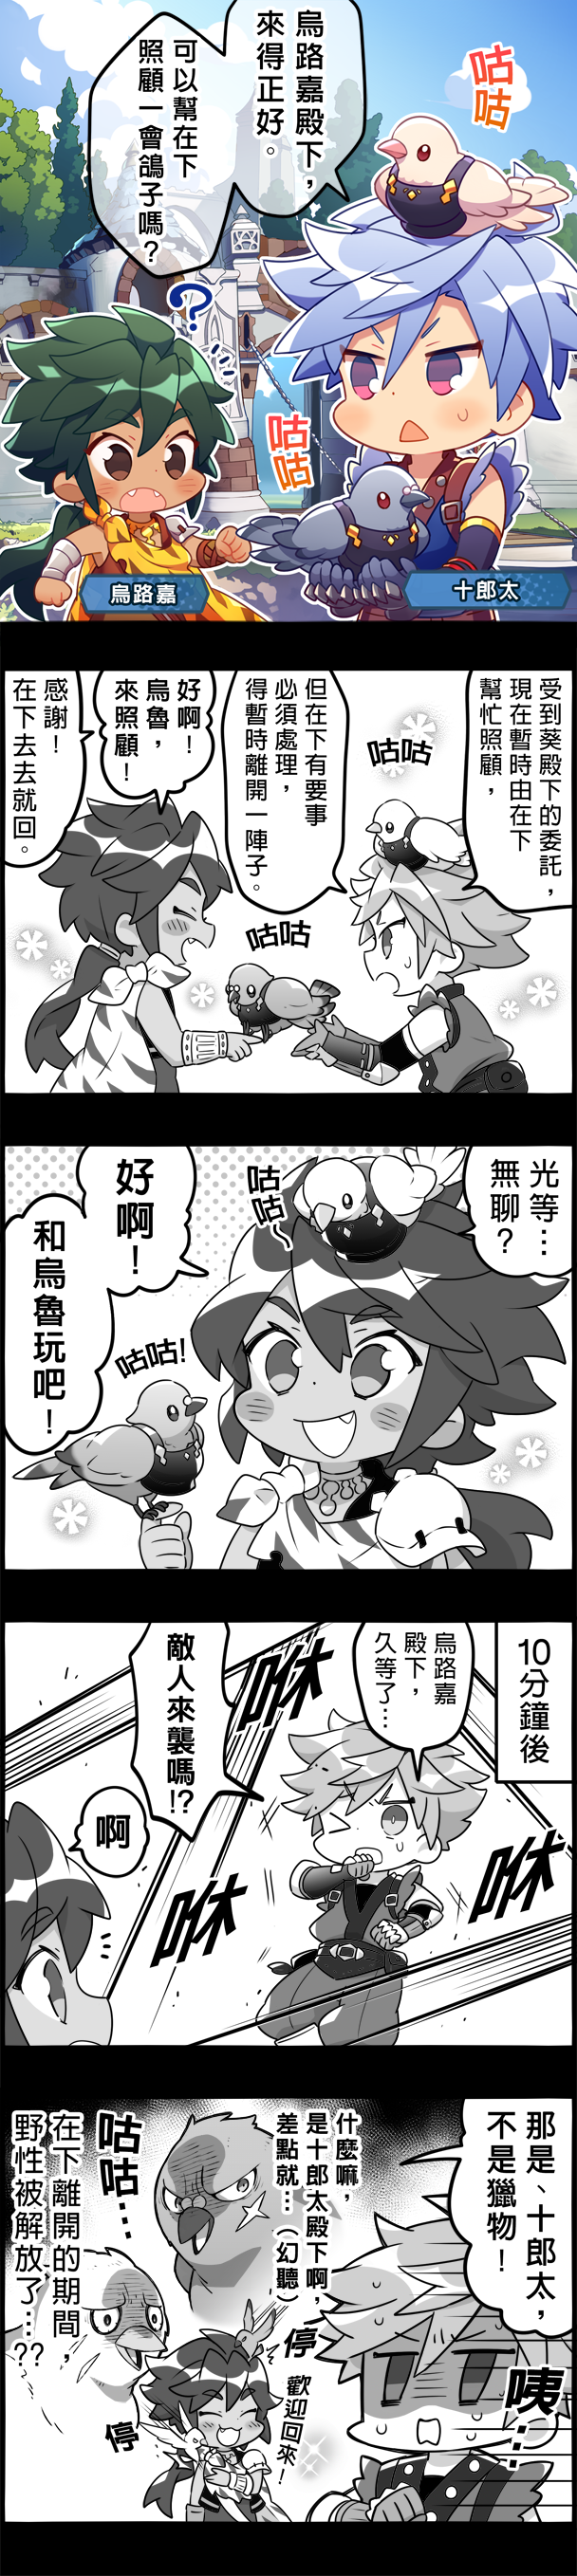 烏路嘉殿下，
來得正好。
可以幫在下
照顧一會鴿子嗎？
咕咕
咕咕
烏路嘉
十郎太
受到葵殿下的委託，
現在暫時由在下
幫忙照顧，
咕咕
但在下有要事
必須處理，
得暫時離開一陣子。
咕咕
好啊！
烏魯，
來照顧！
感謝！
在下去去就回。
光等…
無聊？
咕咕~
好啊！
和烏魯玩吧！
咕咕!
10分鐘後
烏路嘉
殿下，
久等了…
咻
敵人來襲嗎!?
咻
咻
啊
那是、十郎太，
不是獵物！
咦…
什麼嘛，
是十郎太殿下啊，
差點就…（幻聽）
咕咕…
停
歡迎回來！
停
在下離開的期間，
野性被解放了…??